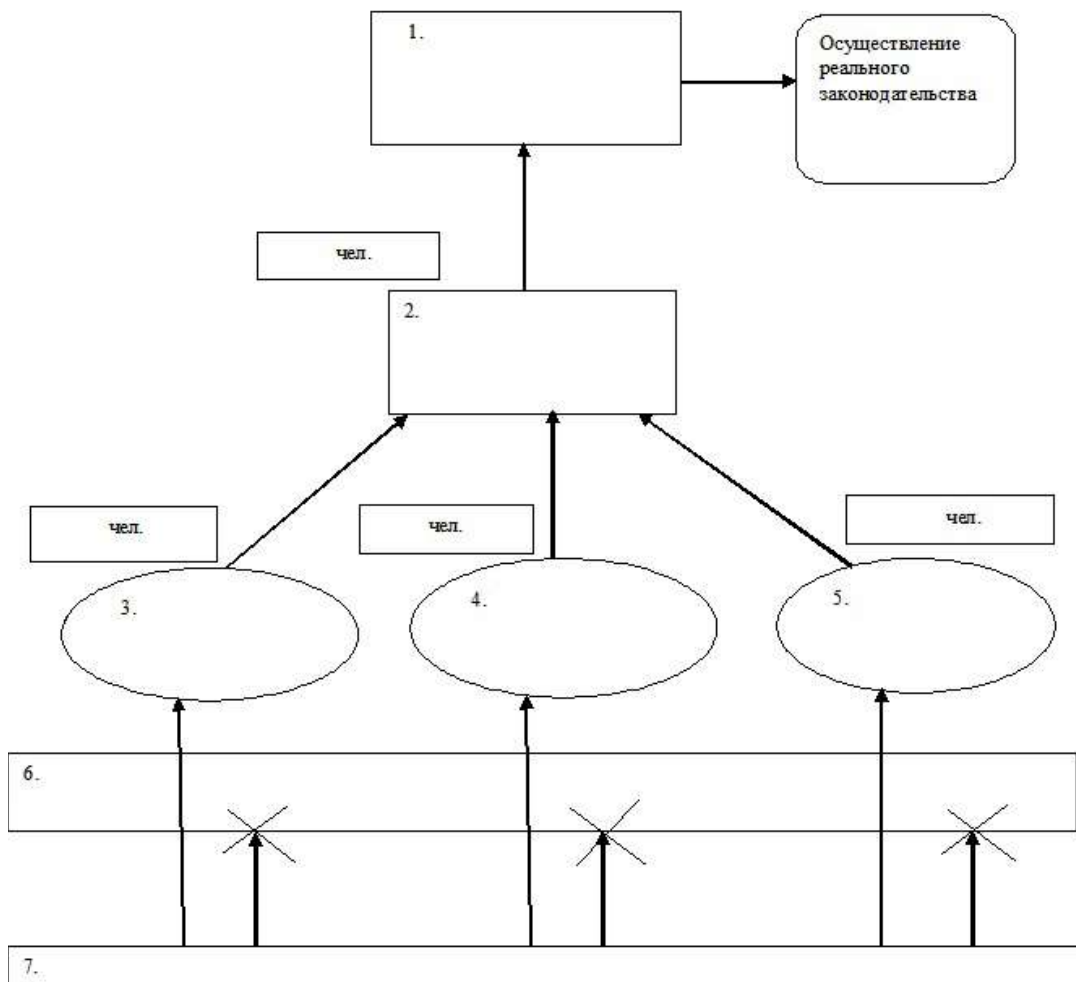 1.
Осуществление
реального
законодательства
чел.
2.
чел.
чел.
чел.
3.
4.
5.
6.
7.